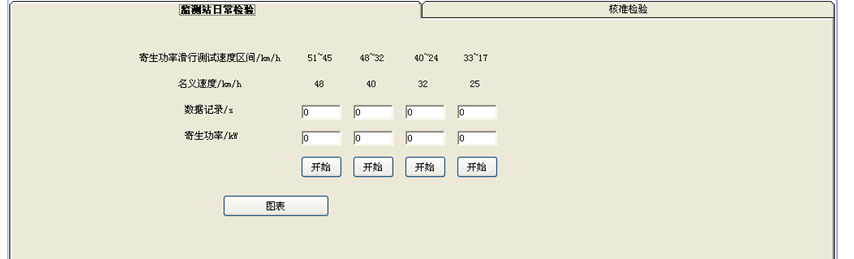 监测站日常检验 核准检验
寄生功率滑行测试速度区间/km/h 51~45 48~32 40~24 33~17
名义速度/km/h 48 40 32 25
数据记录/s 0 0 0 0
寄生功率/kW 0 0 0 0
开始 开始 开始 开始
图表